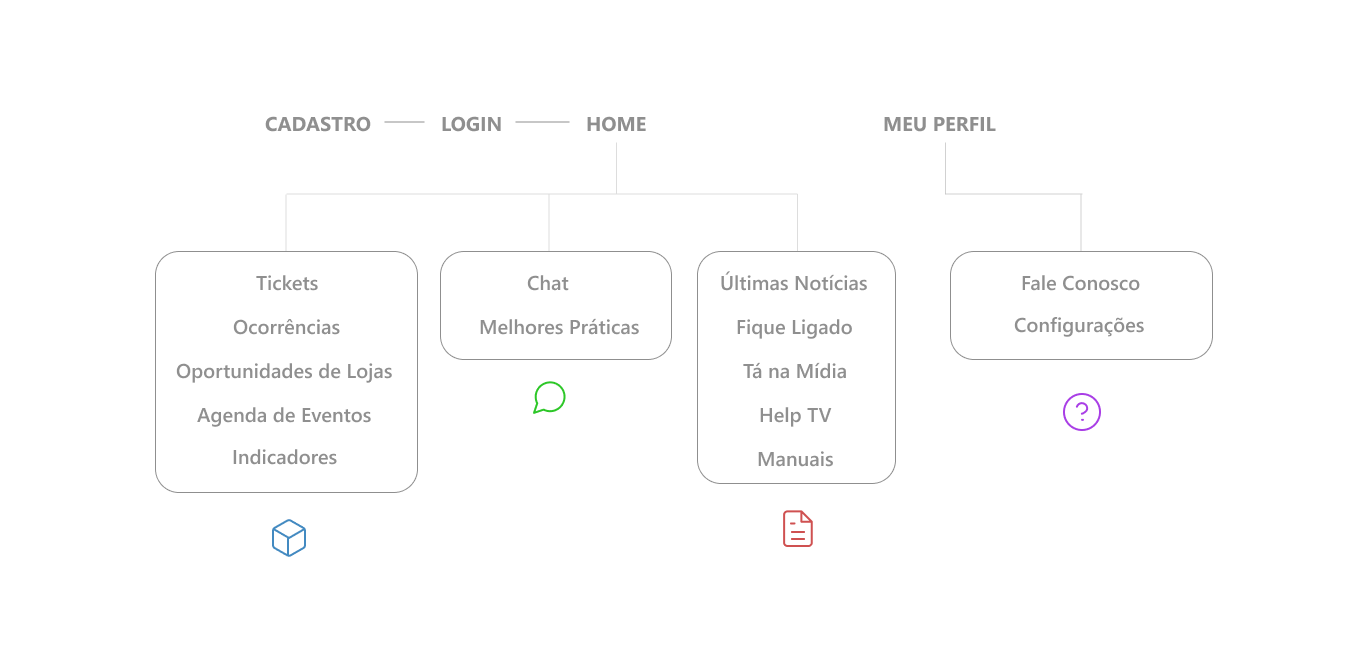 CADASTRO LOGIN HOME MEU PERFIL
Tickets
Ocorrências
Oportunidades de Lojas
Agenda de Eventos
Indicadores
Chat
Melhores Práticas
Últimas Notícias
Fique Ligado
Tá na Mídia
Help TV
Manuais
Fale Conosco
Configurações
?